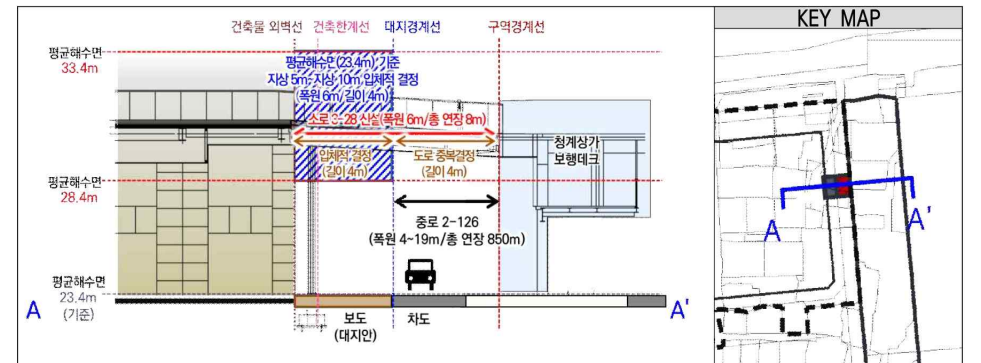 건축물 외벽선 건축한계선 대지경계선 구역경계선
KEY MAP
평균해수면
33.4m
평균해수면(23.4m) 기준
지상 5m~지상 10m 입체적 결정
(폭원 6m/길이 4m)
소로 3-28 신설(폭원 6m/총 연장 8m)
입체적 결정
(길이 4m)
도로 중복결정
(길이 4m)
청계상가
보행데크
평균해수면
28.4m
중로 2-126
(폭원 4~19m/총 연장 850m)
평균해수면
23.4m
(기준)
A
보도
(대지안)
차도
A'
A
A'